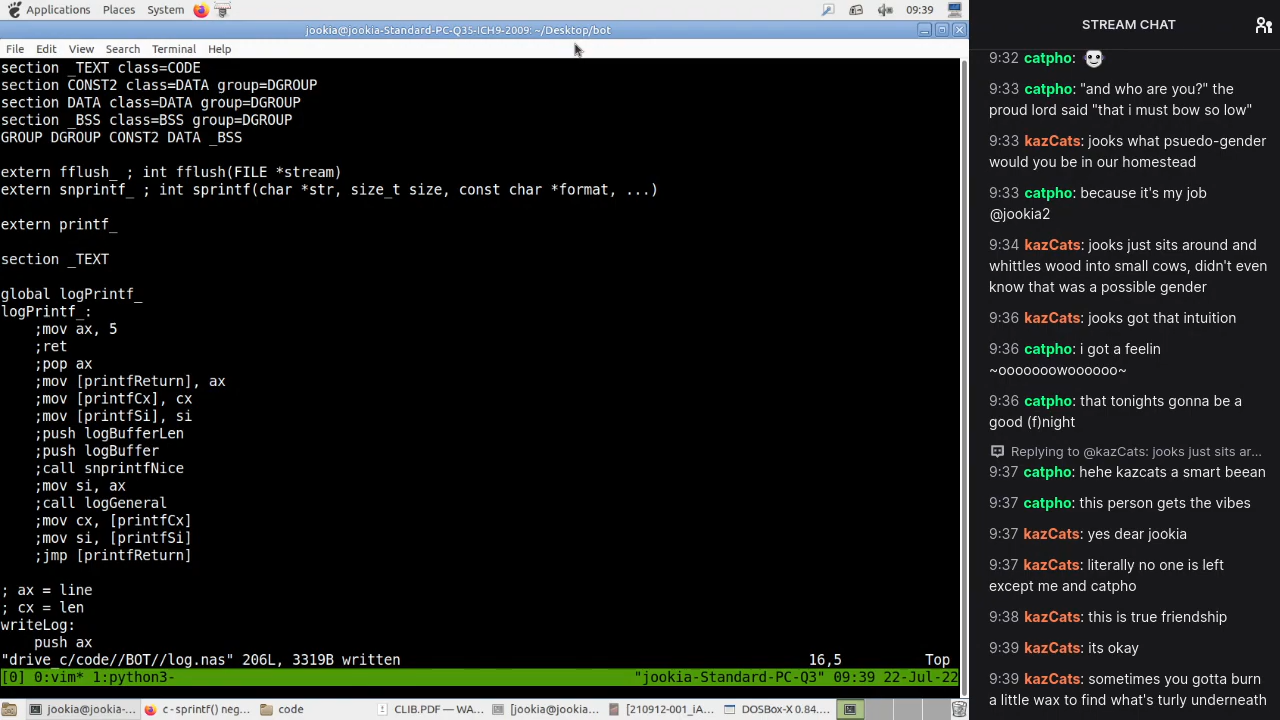 Applications Places System 09:39
jookia@jookia-Standard-PC-Q35-ICH9-2009: ~/Desktop/bot
File Edit View Search Terminal Help
section _TEXT class=CODE
section CONST2 class=DATA group=DGROUP
section DATA class=DATA group=DGROUP
section _BSS class=BSS group=DGROUP
GROUP DGROUP CONST2 DATA _BSS
extern fflush_ ; int fflush(FILE *stream)
extern snprintf_ ; int sprintf(char *str, size_t size, const char *format, ...)
extern printf_
section _TEXT
global logPrintf_
logPrintf_:
;mov ax, 5
;ret
;pop ax
;mov [printfReturn], ax
;mov [printfCx], cx
;mov [printfSi], si
;push logBufferLen
;push logBuffer
;call snprintfNice
;mov si, ax
;call logGeneral
;mov cx, [printfCx]
;mov si, [printfSi]
;jmp [printfReturn]
; ax = line
; cx = len
writeLog:
push ax
"drive_c/code//BOT//log.nas" 206L, 3319B written 16,5 Top
[0] 0:vim* 1:python3- "jookia-Standard-PC-Q3" 09:39 22-Jul-22
jookia@jookia-... c - sprintf() neg... code CLIB.PDF — WA... [jookia@jookia... [210912-001_iA... DOSBox-X 0.84....
STREAM CHAT
9:32 catpho:
9:33 catpho: "and who are you?" the
proud lord said "that i must bow so low"
9:33 kazCats: jooks what psuedo-gender
would you be in our homestead
9:33 catpho: because it's my job
@jookia2
9:34 kazCats: jooks just sits around and
whittles wood into small cows, didn't even
know that was a possible gender
9:36 kazCats: jooks got that intuition
9:36 catpho: i got a feelin
~oooooooowoooooo~
9:36 catpho: that tonights gonna be a
good (f)night
Replying to @kazCats: jooks just sits ar...
9:37 catpho: hehe kazcats a smart beean
9:37 catpho: this person gets the vibes
9:37 kazCats: yes dear jookia
9:37 kazCats: literally no one is left
except me and catpho
9:38 kazCats: this is true friendship
9:39 kazCats: its okay
9:39 kazCats: sometimes you gotta burn
a little wax to find what's turly underneath